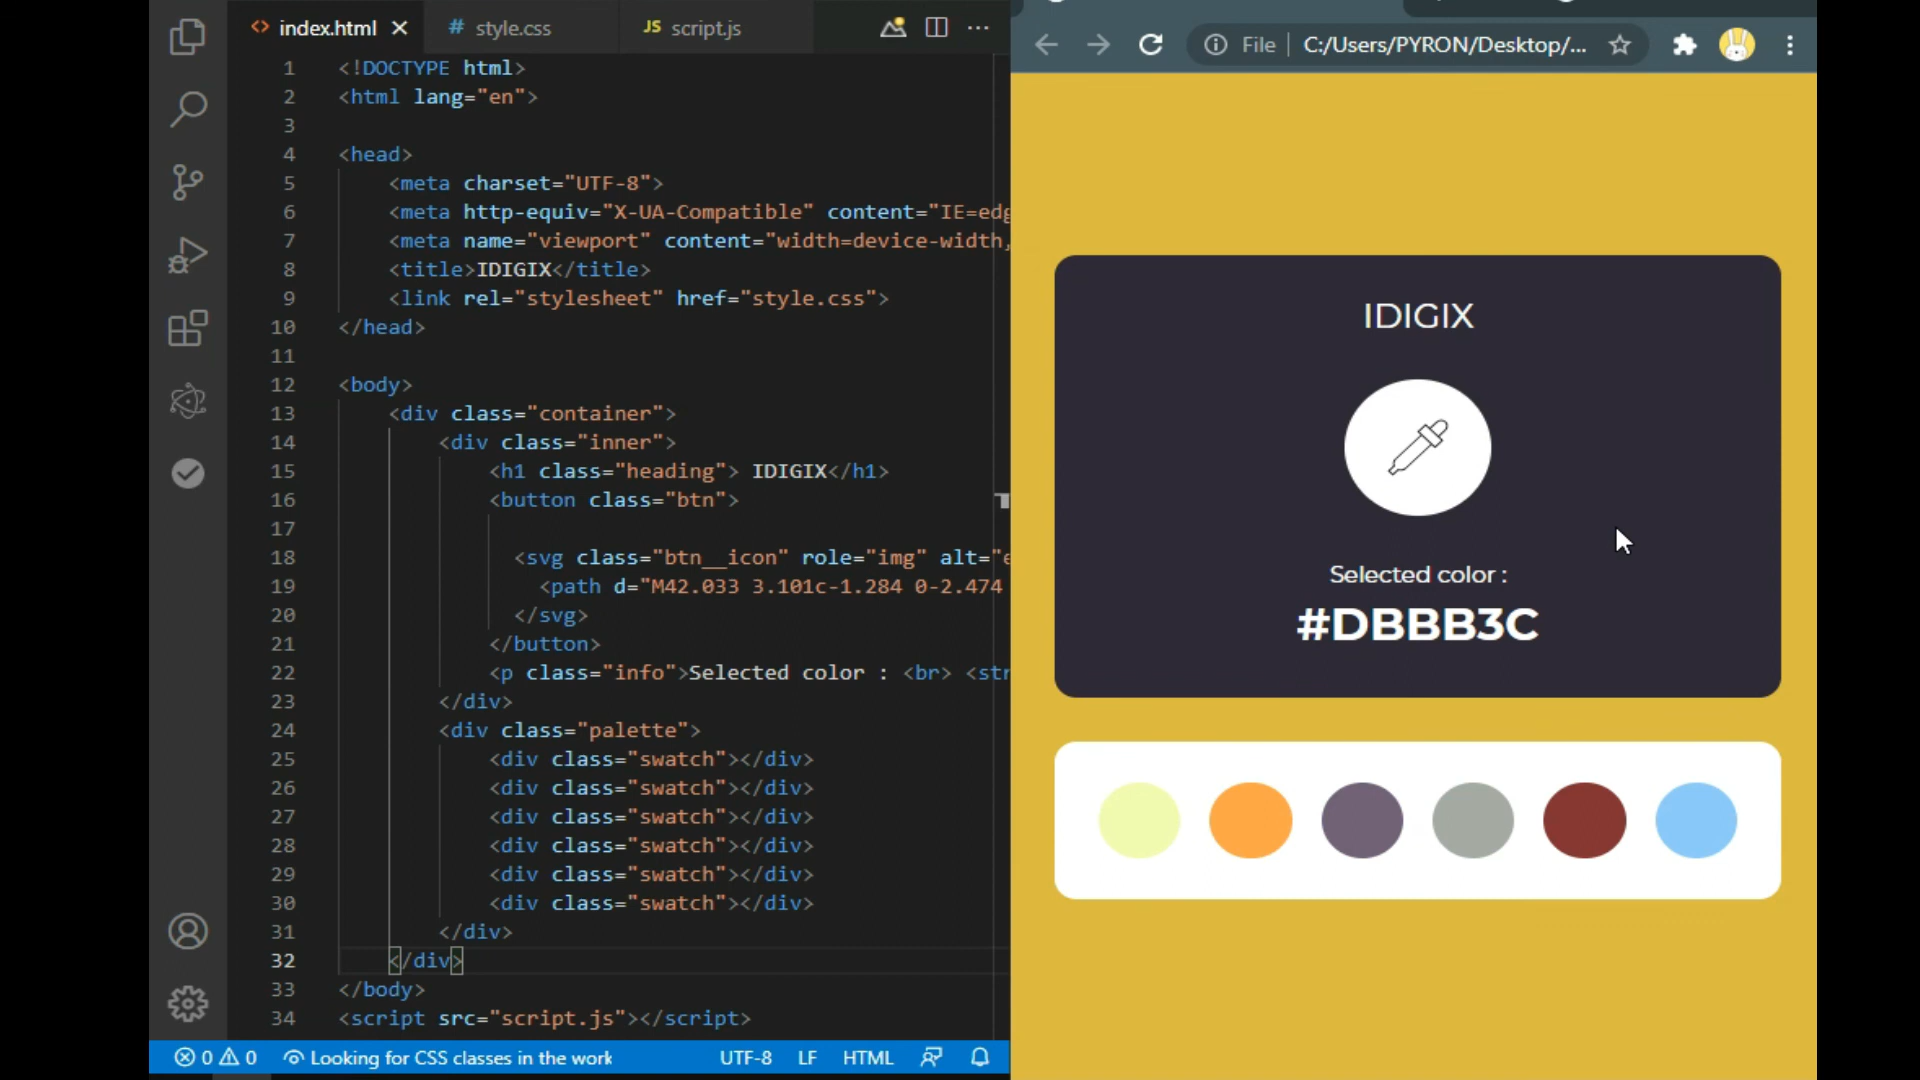 index.html
# style.css
JS script.js
1 <!DOCTYPE html>
2 <html lang="en">
3
4 <head>
5 <meta charset="UTF-8">
6 <meta http-equiv="X-UA-Compatible" content="IE=edg
7 <meta name="viewport" content="width=device-width,
8 <title>IDIGIX</title>
9 <link rel="stylesheet" href="style.css">
10 </head>
11
12 <body>
13 <div class="container">
14 <div class="inner">
15 <h1 class="heading"> IDIGIX</h1>
16 <button class="btn">
17
18 <svg class="btn__icon" role="img" alt="e
19 <path d="M42.033 3.101c-1.284 0-2.474
20 </svg>
21 </button>
22 <p class="info">Selected color : <br> <str
23 </div>
24 <div class="palette">
25 <div class="swatch"></div>
26 <div class="swatch"></div>
27 <div class="swatch"></div>
28 <div class="swatch"></div>
29 <div class="swatch"></div>
30 <div class="swatch"></div>
31 </div>
32 </div>
33 </body>
34 <script src="script.js"></script>
0 0 Looking for CSS classes in the work
UTF-8 LF HTML
File C:/Users/PYRON/Desktop/...
IDIGIX
Selected color :
#DBBB3C